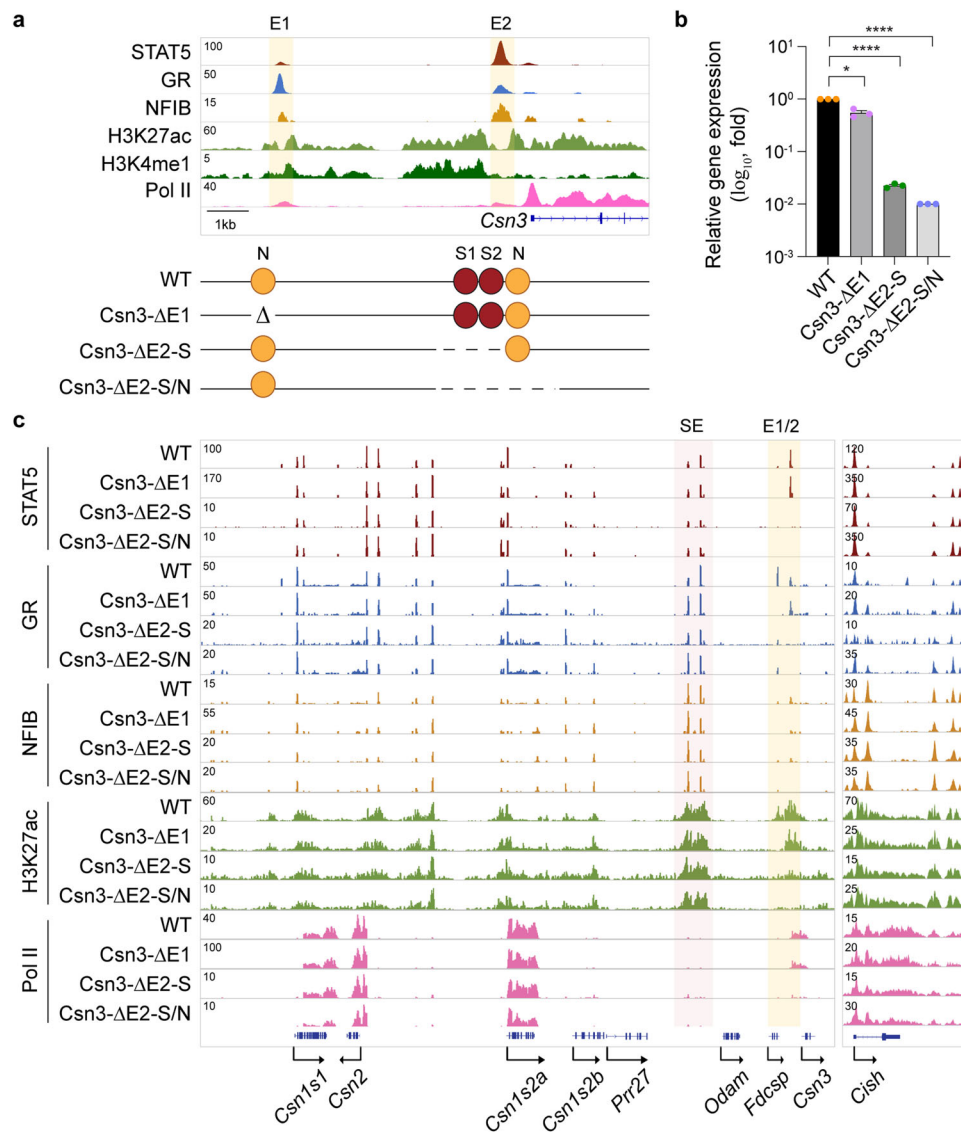 a
E1 E2
STAT5 100
GR 50
NFIB 15
H3K27ac 60
H3K4me1 5
Pol II 40
1kb
Csn3
N S1 S2 N
WT
Csn3-ΔE1 Δ
Csn3-ΔE2-S
Csn3-ΔE2-S/N
b
****
****
*
Relative gene expression
(log₁₀, fold)
10¹
10⁰
10⁻¹
10⁻²
10⁻³
WT
Csn3-ΔE1
Csn3-ΔE2-S
Csn3-ΔE2-S/N
c
SE E1/2
STAT5
WT 100 120
Csn3-ΔE1 170 350
Csn3-ΔE2-S 10 70
Csn3-ΔE2-S/N 10 350
GR
WT 50 10
Csn3-ΔE1 50 20
Csn3-ΔE2-S 20 10
Csn3-ΔE2-S/N 20 35
NFIB
WT 15 30
Csn3-ΔE1 55 45
Csn3-ΔE2-S 20 35
Csn3-ΔE2-S/N 20 35
H3K27ac
WT 60 70
Csn3-ΔE1 20 25
Csn3-ΔE2-S 10 15
Csn3-ΔE2-S/N 10 25
Pol II
WT 40 15
Csn3-ΔE1 100 20
Csn3-ΔE2-S 10 15
Csn3-ΔE2-S/N 10 30
Csn1s1 Csn2 Csn1s2a Csn1s2b Prr27 Odam Fdcsp Csn3 Cish